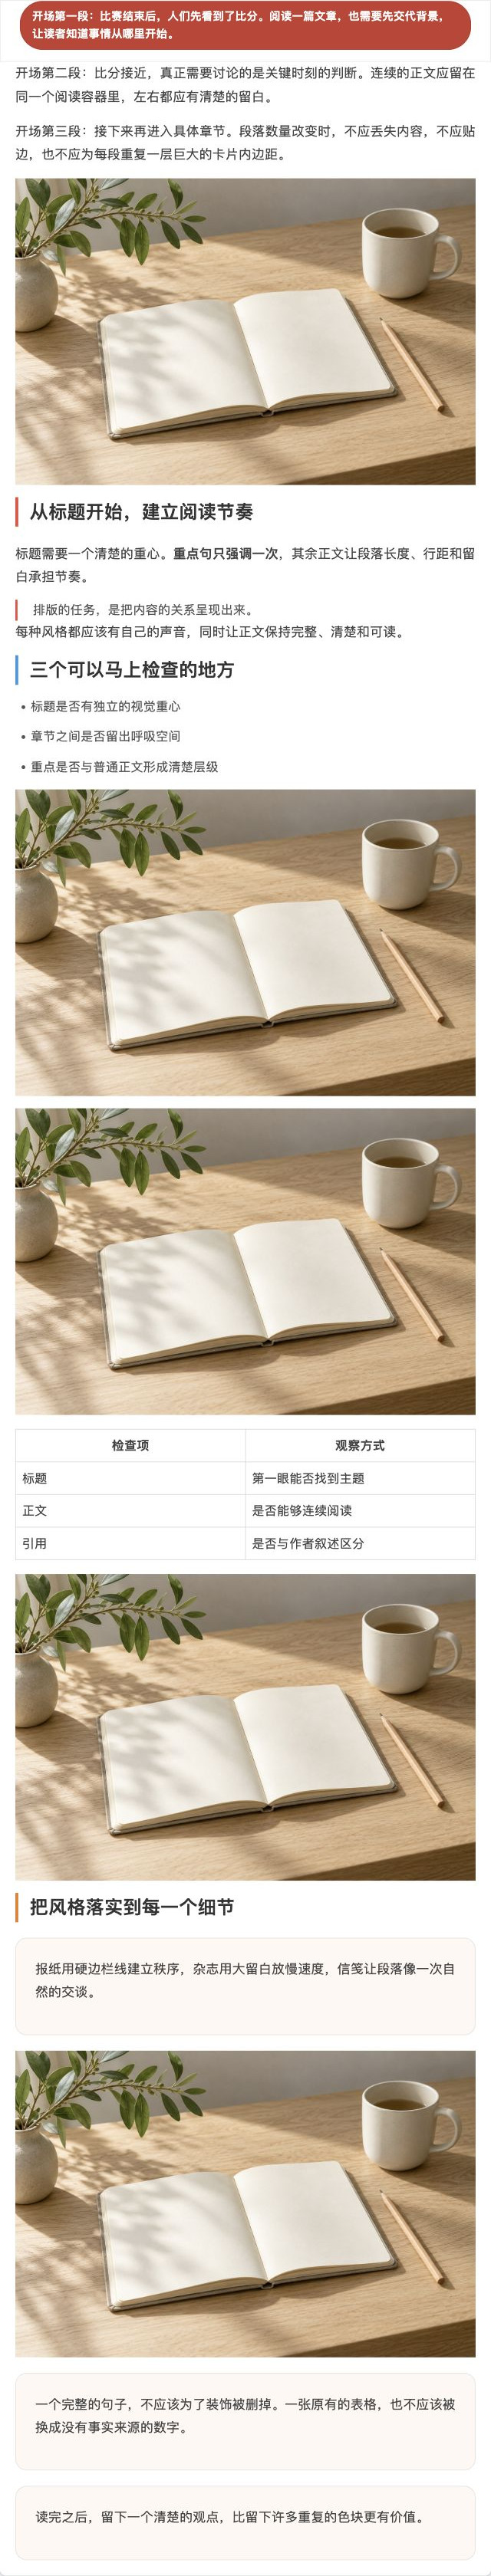 开场第一段：比赛结束后，人们先看到了比分。阅读一篇文章，也需要先交代背景，
让读者知道事情从哪里开始。
开场第二段：比分接近，真正需要讨论的是关键时刻的判断。连续的正文应留在
同一个阅读容器里，左右都应有清楚的留白。
开场第三段：接下来再进入具体章节。段落数量改变时，不应丢失内容，不应贴
边，也不应为每段重复一层巨大的卡片内边距。
从标题开始，建立阅读节奏
标题需要一个清楚的重心。重点句只强调一次，其余正文让段落长度、行距和留
白承担节奏。
排版的任务，是把内容的关系呈现出来。
每种风格都应该有自己的声音，同时让正文保持完整、清楚和可读。
三个可以马上检查的地方
• 标题是否有独立的视觉重心
• 章节之间是否留出呼吸空间
• 重点是否与普通正文形成清楚层级
检查项 观察方式
标题 第一眼能否找到主题
正文 是否能够连续阅读
引用 是否与作者叙述区分
把风格落实到每一个细节
报纸用硬边栏线建立秩序，杂志用大留白放慢速度，信笺让段落像一次自
然的交谈。
一个完整的句子，不应该为了装饰被删掉。一张原有的表格，也不应该被
换成没有事实来源的数字。
读完之后，留下一个清楚的观点，比留下许多重复的色块更有价值。